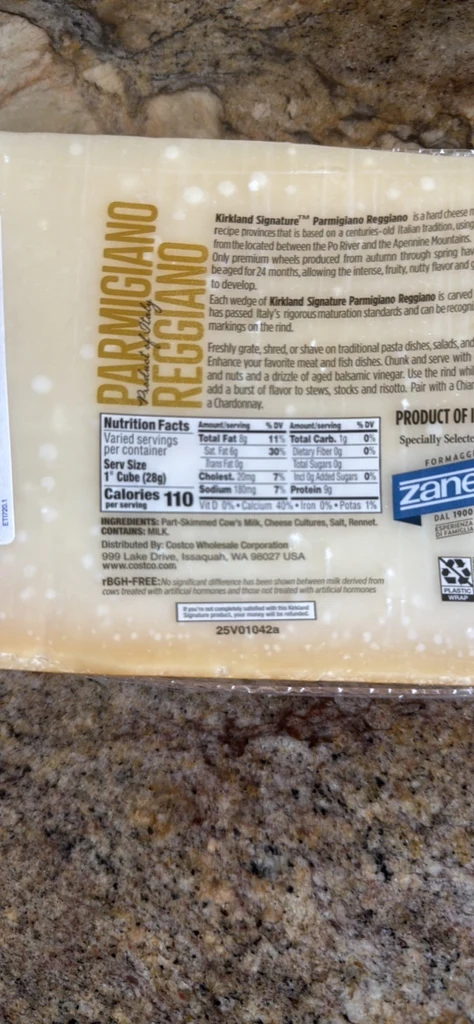 PARMIGIANO
Product of Italy
REGGIANO
Kirkland Signature™ Parmigiano Reggiano is a hard cheese
recipe provinces that is based on a centuries-old Italian tradition, using
from the located between the Po River and the Apennine Mountains.
Only premium wheels produced from autumn through spring
be aged for 24 months, allowing the intense, fruity, nutty flavor and
to develop.
Each wedge of Kirkland Signature Parmigiano Reggiano is carved
has passed Italy's rigorous maturation standards and can be
markings on the rind.
Freshly grate, shred, or shave on traditional pasta dishes, salads, and
Enhance your favorite meat and fish dishes. Chunk and serve with
and nuts and a drizzle of aged balsamic vinegar. Use the rind
add a burst of flavor to stews, stocks and risotto. Pair with a
a Chardonnay.
Nutrition Facts
Varied servings
per container
Serv Size
1" Cube (28g)
Calories 110
per serving
Amount/serving % DV Amount/serving % DV
Total Fat 8g 11% Total Carb. 1g 0%
Sat. Fat 6g 30% Dietary Fiber 0g 0%
Trans Fat 0g Total Sugars 0g
Cholest. 20mg 7% Incl 0g Added Sugars 0%
Sodium 180mg 7% Protein 9g
Vit D 0% • Calcium 40% • Iron 0% • Potas 1%
INGREDIENTS: Part-Skimmed Cow's Milk, Cheese Cultures, Salt, Rennet.
CONTAINS: MILK.
Distributed By: Costco Wholesale Corporation
999 Lake Drive, Issaquah, WA 98027 USA
www.costco.com
rBGH-FREE: No significant difference has been shown between milk derived from
cows treated with artificial hormones and those not treated with artificial hormones
If you're not completely satisfied with this Kirkland
Signature product, your money will be refunded.
25V01042a
PRODUCT OF
Specially
zane
DAL 1900
ESPERIENZA
DI FAMIGLIA
PLASTIC
WRAP